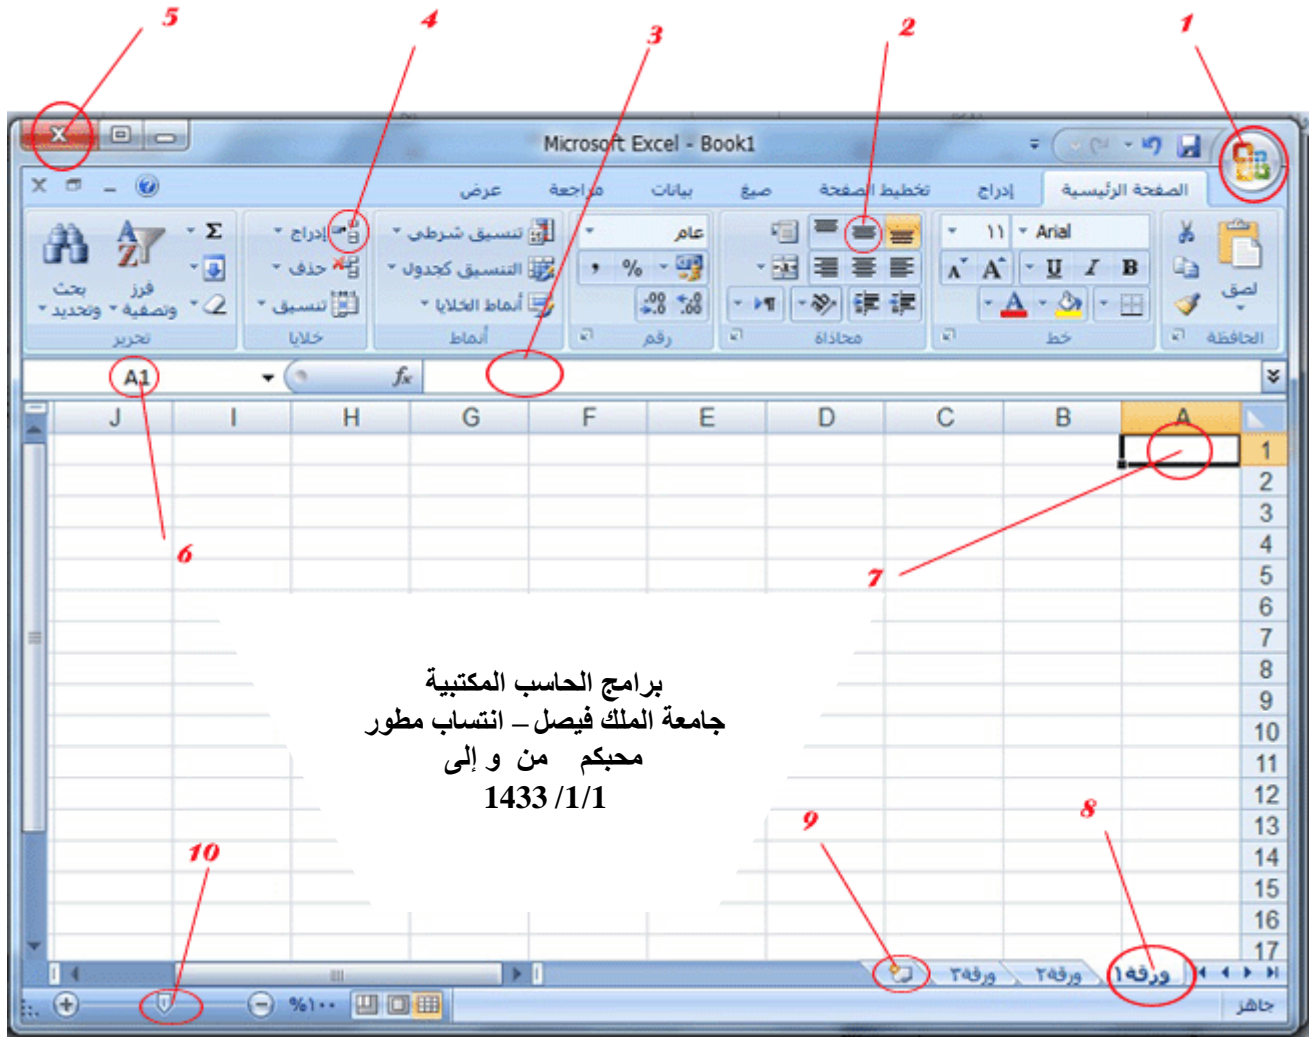 5 4 3 2 1
Microsoft Excel - Book1
الصفحة الرئيسية إدراج تخطيط الصفحة صيغ بيانات مراجعة عرض
Arial ١١ عام تنسيق شرطي إدراج Σ
B I U A A % , التنسيق كجدول حذف
لصق A أنماط الخلايا تنسيق فرز وتصفية بحث وتحديد
الحافظة خط محاذاة رقم أنماط خلايا تحرير
A1 fx
A B C D E F G H I J
1
2
3
4
5
6
7
8
9
10
11
12
13
14
15
16
17
6
7
برامج الحاسب المكتبية
جامعة الملك فيصل – انتساب مطور
محبكم من و إلى
1433 /1/1
8
9
10
ورقة١ ورقة٢ ورقة٣
جاهز %١٠٠